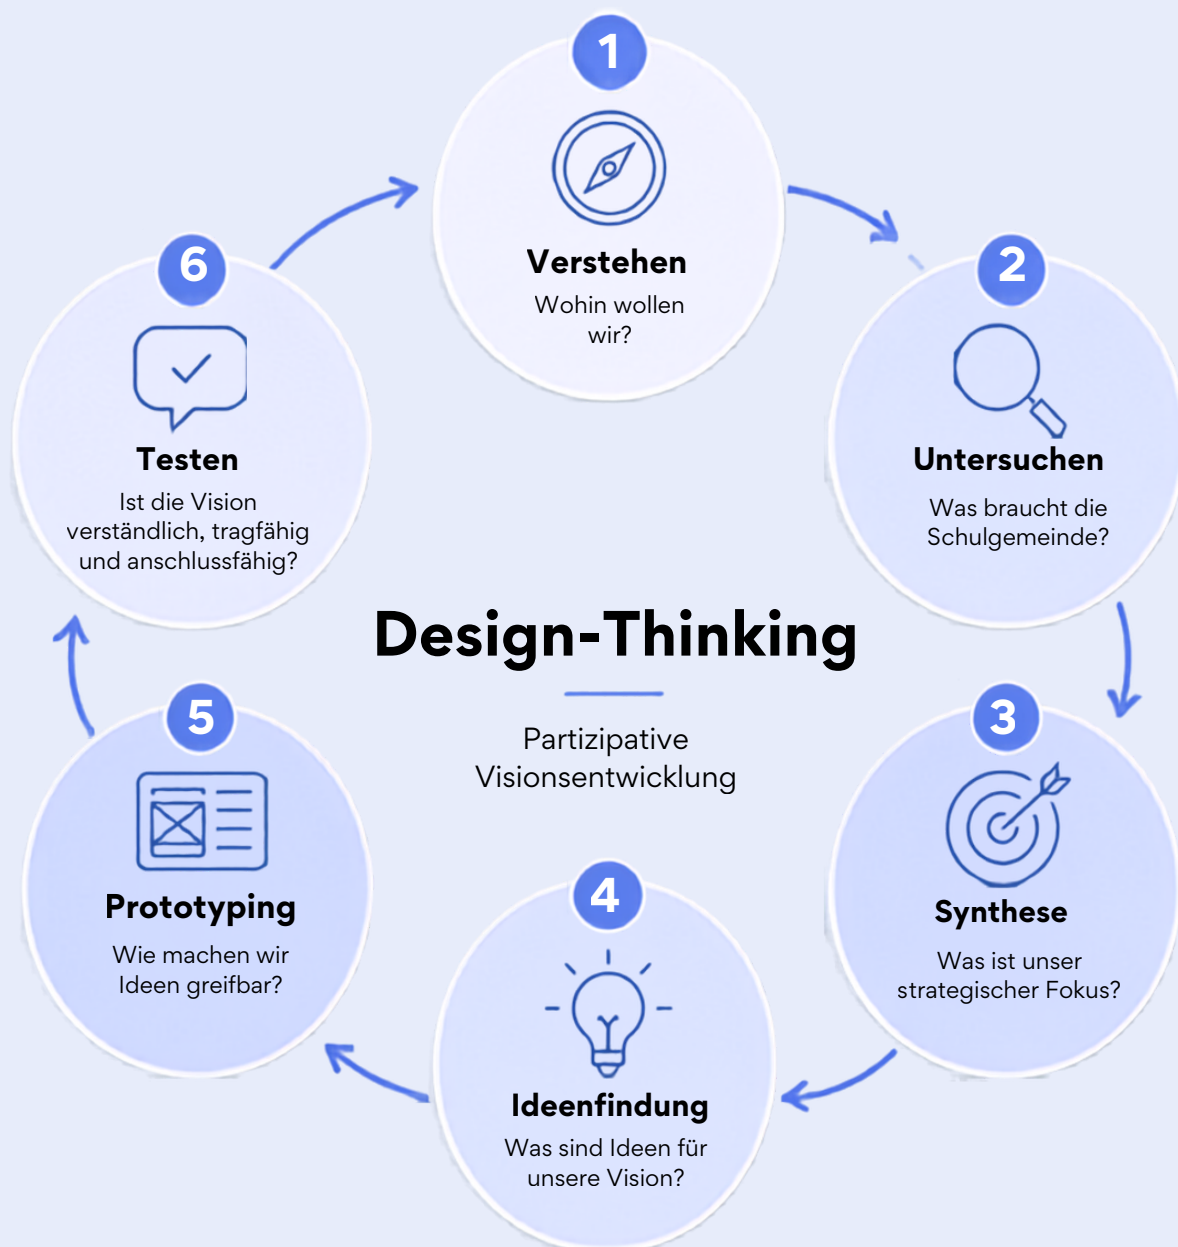 1
Verstehen
Wohin wollen
wir?
2
Untersuchen
Was braucht die
Schulgemeinde?
3
Synthese
Was ist unser
strategischer Fokus?
4
Ideenfindung
Was sind Ideen für
unsere Vision?
5
Prototyping
Wie machen wir
Ideen greifbar?
6
Testen
Ist die Vision
verständlich, tragfähig
und anschlussfähig?
Design-Thinking
Partizipative
Visionsentwicklung